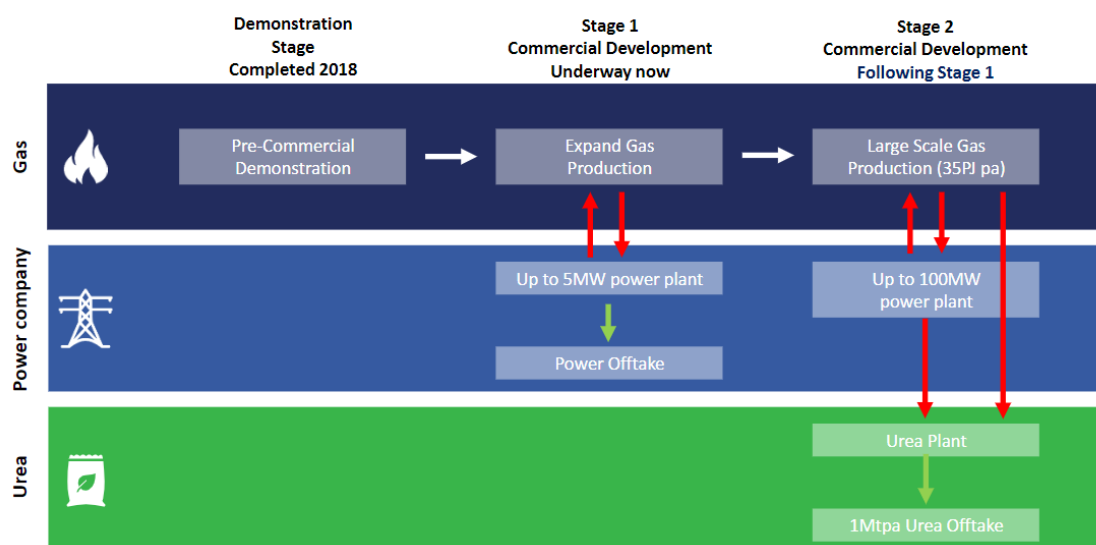 Demonstration
Stage
Completed 2018
Stage 1
Commercial Development
Underway now
Stage 2
Commercial Development
Following Stage 1
Gas
Pre-Commercial
Demonstration
Expand Gas
Production
Large Scale Gas
Production (35PJ pa)
Power company
Up to 5MW power plant
Up to 100MW
power plant
Power Offtake
Urea
Urea Plant
1Mtpa Urea Offtake